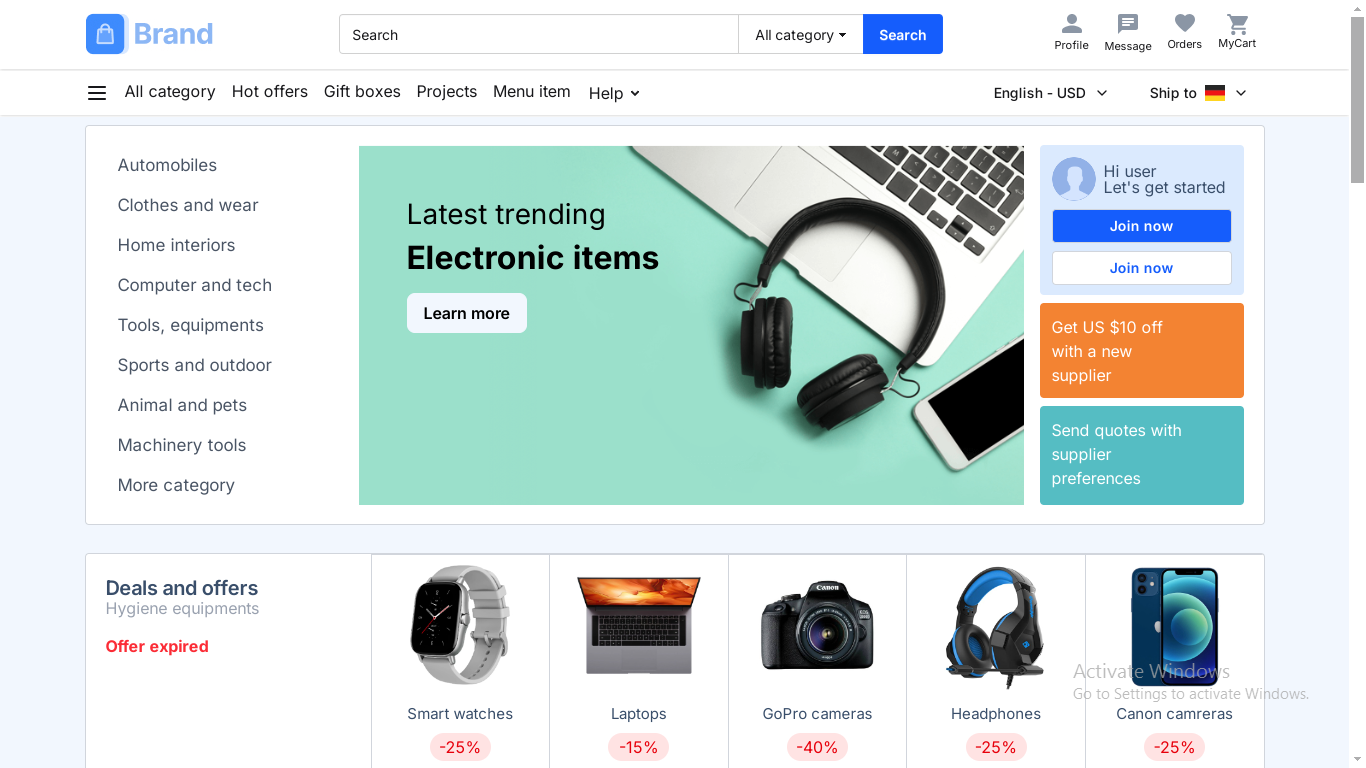 Brand
Search
All category
Search
Profile
Message
Orders
MyCart
All category
Hot offers
Gift boxes
Projects
Menu item
Help
English - USD
Ship to
Automobiles
Clothes and wear
Home interiors
Computer and tech
Tools, equipments
Sports and outdoor
Animal and pets
Machinery tools
More category
Latest trending
Electronic items
Learn more
Hi user
Let's get started
Join now
Join now
Get US $10 off
with a new
supplier
Send quotes with
supplier
preferences
Deals and offers
Hygiene equipments
Offer expired
Canon
Smart watches
-25%
Laptops
-15%
GoPro cameras
-40%
Headphones
-25%
Canon camreras
-25%
Activate Windows
Go to Settings to activate Windows.